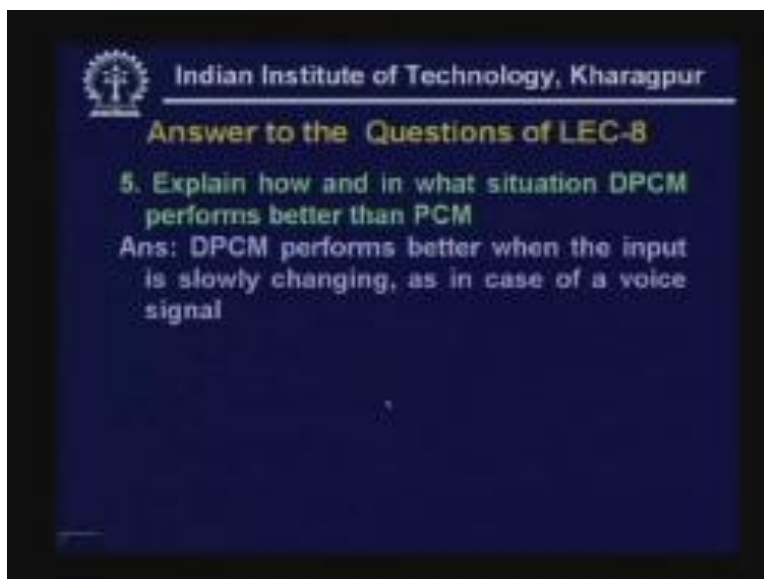 Indian Institute of Technology, Kharagpur
Answer to the Questions of LEC-8
5. Explain how and in what situation DPCM
performs better than PCM
Ans: DPCM performs better when the input
is slowly changing, as in case of a voice
signal